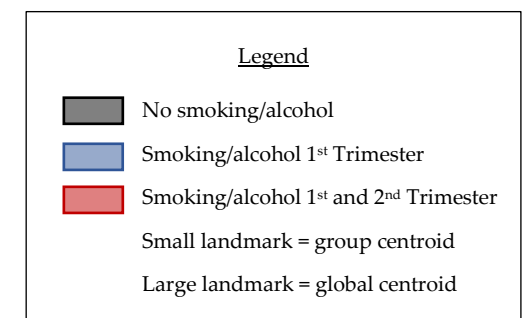 Legend
No smoking/alcohol
Smoking/alcohol 1st Trimester
Smoking/alcohol 1st and 2nd Trimester
Small landmark = group centroid
Large landmark = global centroid